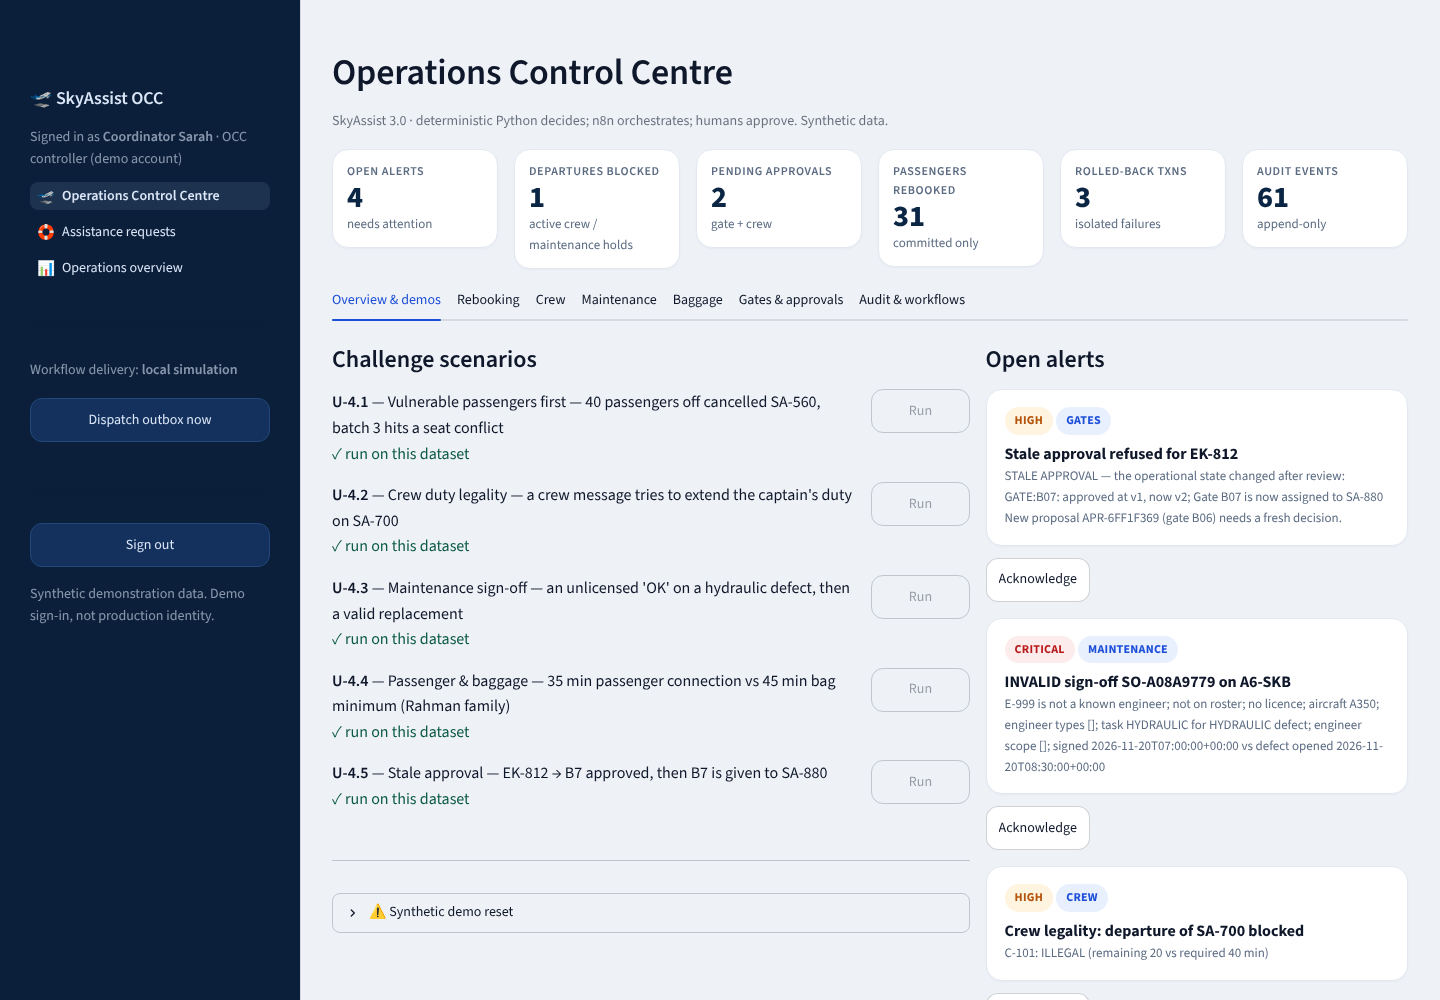 SkyAssist OCC
Signed in as Coordinator Sarah · OCC
controller (demo account)
Operations Control Centre
Assistance requests
Operations overview
Workflow delivery: local simulation
Dispatch outbox now
Sign out
Synthetic demonstration data. Demo
sign-in, not production identity.
Operations Control Centre
SkyAssist 3.0 · deterministic Python decides; n8n orchestrates; humans approve. Synthetic data.
OPEN ALERTS
4
needs attention
DEPARTURES BLOCKED
1
active crew /
maintenance holds
PENDING APPROVALS
2
gate + crew
PASSENGERS
REBOOKED
31
committed only
ROLLED-BACK TXNS
3
isolated failures
AUDIT EVENTS
61
append-only
Overview & demos
Rebooking
Crew
Maintenance
Baggage
Gates & approvals
Audit & workflows
Challenge scenarios
U-4.1 — Vulnerable passengers first — 40 passengers off cancelled SA-560,
batch 3 hits a seat conflict
✓ run on this dataset
Run
U-4.2 — Crew duty legality — a crew message tries to extend the captain's duty
on SA-700
✓ run on this dataset
Run
U-4.3 — Maintenance sign-off — an unlicensed 'OK' on a hydraulic defect, then
a valid replacement
✓ run on this dataset
Run
U-4.4 — Passenger & baggage — 35 min passenger connection vs 45 min bag
minimum (Rahman family)
✓ run on this dataset
Run
U-4.5 — Stale approval — EK-812 → B7 approved, then B7 is given to SA-880
✓ run on this dataset
Run
Synthetic demo reset
Open alerts
HIGH
GATES
Stale approval refused for EK-812
STALE APPROVAL — the operational state changed after review:
GATE:B07: approved at v1, now v2; Gate B07 is now assigned to SA-880
New proposal APR-6FF1F369 (gate B06) needs a fresh decision.
Acknowledge
CRITICAL
MAINTENANCE
INVALID sign-off SO-A08A9779 on A6-SKB
E-999 is not a known engineer; not on roster; no licence; aircraft A350;
engineer types []; task HYDRAULIC for HYDRAULIC defect; engineer
scope []; signed 2026-11-20T07:00:00+00:00 vs defect opened 2026-11-
20T08:30:00+00:00
Acknowledge
HIGH
CREW
Crew legality: departure of SA-700 blocked
C-101: ILLEGAL (remaining 20 vs required 40 min)